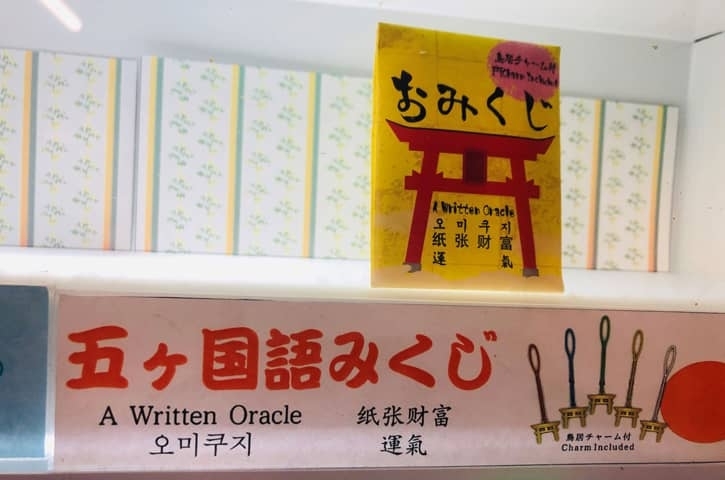 鳥居チャーム付
おみくじ
A Written Oracle
오미쿠지
纸张财富
運氣
五ヶ国語みくじ
A Written Oracle
纸张财富
오미쿠지
運氣
鳥居チャーム付
Charm Included